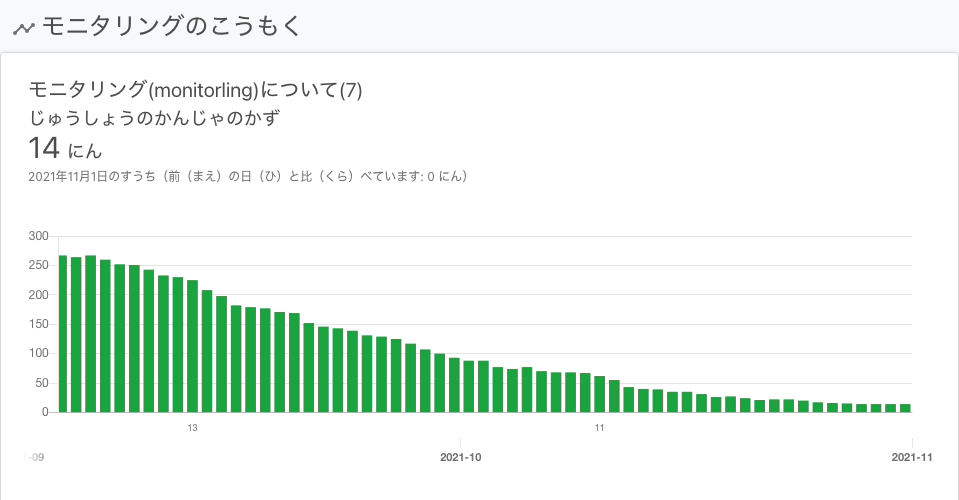 モニタリングのこうもく
モニタリング(monitorling)について(7)
じゅうしょうのかんじゃのかず
14 にん
2021年11月1日のすうち（前（まえ）の日（ひ）と比（くら）べています: 0 にん）
300
250
200
150
100
50
0
13
11
-09
2021-10
2021-11